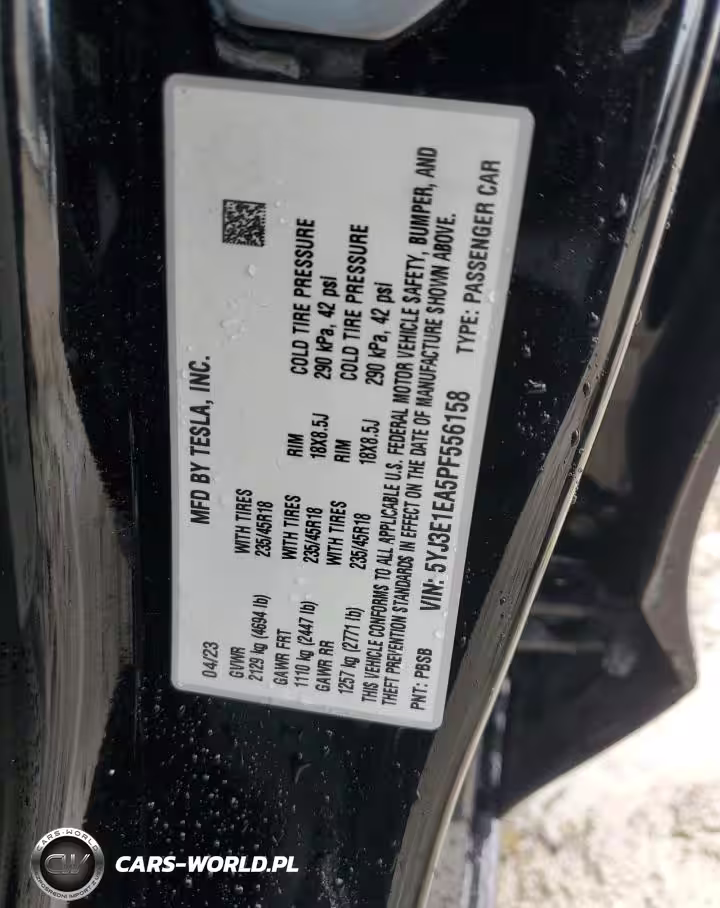 MFD BY TESLA, INC.
04/23
GVWR WITH TIRES
2129 kg (4694 lb) 235/45R18
GAWR FRT WITH TIRES RIM COLD TIRE PRESSURE
1110 kg (2447 lb) 235/45R18 18X8.5J 290 kPa, 42 psi
GAWR RR WITH TIRES RIM COLD TIRE PRESSURE
1257 kg (2771 lb) 235/45R18 18X8.5J 290 kPa, 42 psi
THIS VEHICLE CONFORMS TO ALL APPLICABLE U.S. FEDERAL MOTOR VEHICLE SAFETY, BUMPER, AND
THEFT PREVENTION STANDARDS IN EFFECT ON THE DATE OF MANUFACTURE SHOWN ABOVE.
VIN: 5YJ3E1EA5PF556158 TYPE: PASSENGER CAR
PNT: PBSB
CARS-WORLD
CW
CARS-WORLD.PL